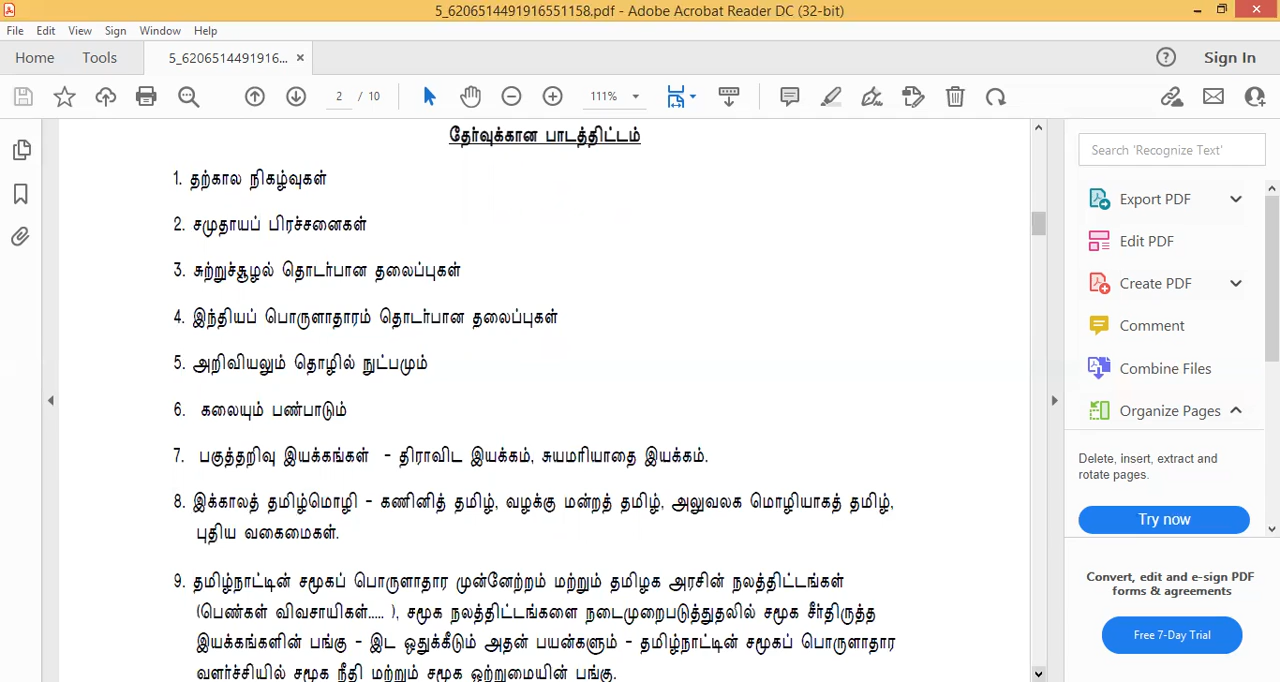 5_6206514491916551158.pdf - Adobe Acrobat Reader DC (32-bit)
File Edit View Sign Window Help
Home Tools 5_6206514491916... × Sign In
2 / 10 111%
தேர்வுக்கான பாடத்திட்டம்
1. தற்கால நிகழ்வுகள்
2. சமுதாயப் பிரச்சனைகள்
3. சுற்றுச்சூழல் தொடர்பான தலைப்புகள்
4. இந்தியப் பொருளாதாரம் தொடர்பான தலைப்புகள்
5. அறிவியலும் தொழில் நுட்பமும்
6. கலையும் பண்பாடும்
7. பகுத்தறிவு இயக்கங்கள் - திராவிட இயக்கம், சுயமரியாதை இயக்கம்.
8. இக்காலத் தமிழ்மொழி - கணினித் தமிழ், வழக்கு மன்றத் தமிழ், அலுவலக மொழியாகத் தமிழ்,
புதிய வகைமைகள்.
9. தமிழ்நாட்டின் சமூகப் பொருளாதார முன்னேற்றம் மற்றும் தமிழக அரசின் நலத்திட்டங்கள்
(பெண்கள் விவசாயிகள்..... ), சமூக நலத்திட்டங்களை நடைமுறைபடுத்துதலில் சமூக சீர்திருத்த
இயக்கங்களின் பங்கு - இட ஒதுக்கீடும் அதன் பயன்களும் - தமிழ்நாட்டின் சமூகப் பொருளாதார
வளர்ச்சியில் சமூக நீதி மற்றும் சமூக ஒற்றுமையின் பங்கு.
Search 'Recognize Text'
Export PDF
Edit PDF
Create PDF
Comment
Combine Files
Organize Pages
Delete, insert, extract and
rotate pages.
Try now
Convert, edit and e-sign PDF
forms & agreements
Free 7-Day Trial